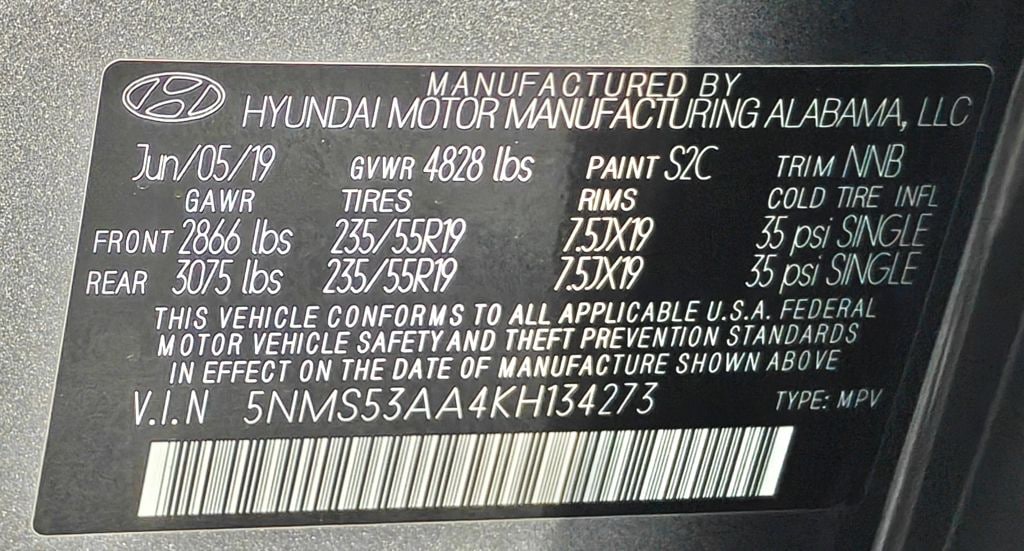 MANUFACTURED BY
HYUNDAI MOTOR MANUFACTURING ALABAMA, LLC
Jun/05/19 GVWR 4828 lbs PAINT S2C TRIM NNB
GAWR TIRES RIMS COLD TIRE INFL
FRONT 2866 lbs 235/55R19 7.5JX19 35 psi SINGLE
REAR 3075 lbs 235/55R19 7.5JX19 35 psi SINGLE
THIS VEHICLE CONFORMS TO ALL APPLICABLE U.S.A. FEDERAL
MOTOR VEHICLE SAFETY AND THEFT PREVENTION STANDARDS
IN EFFECT ON THE DATE OF MANUFACTURE SHOWN ABOVE
V.I.N 5NMS53AA4KH134273 TYPE: MPV